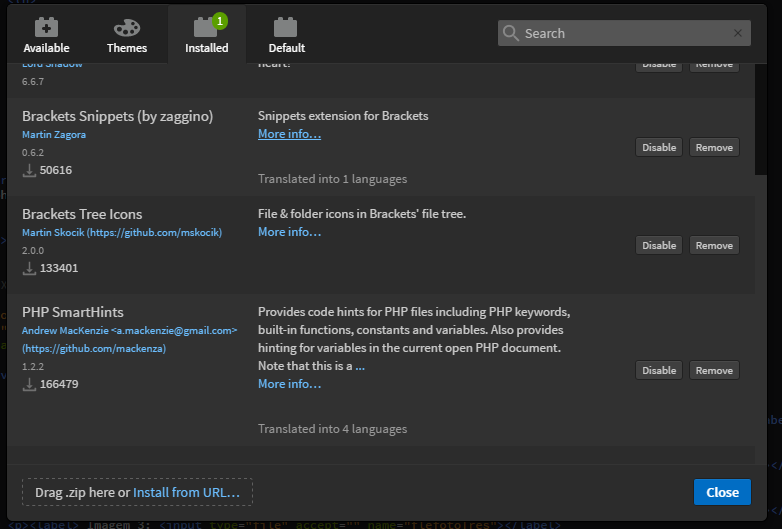 1
Available
Themes
Installed
Default
Search
Lord Shadow
heart!
6.6.7
Disable
Remove
Brackets Snippets (by zaggino)
Martin Zagora
0.6.2
50616
Snippets extension for Brackets
More info…
Translated into 1 languages
Disable
Remove
Brackets Tree Icons
Martin Skocik (https://github.com/mskocik)
2.0.0
133401
File & folder icons in Brackets' file tree.
More info…
Disable
Remove
PHP SmartHints
Andrew MacKenzie <a.mackenzie@gmail.com>
(https://github.com/mackenza)
1.2.2
166479
Provides code hints for PHP files including PHP keywords,
built-in functions, constants and variables. Also provides
hinting for variables in the current open PHP document.
Note that this is a ...
More info…
Translated into 4 languages
Disable
Remove
Drag .zip here or Install from URL…
Close
<p><label> Imagem 3: <input type="file" accept="" name="flefototres"></label>